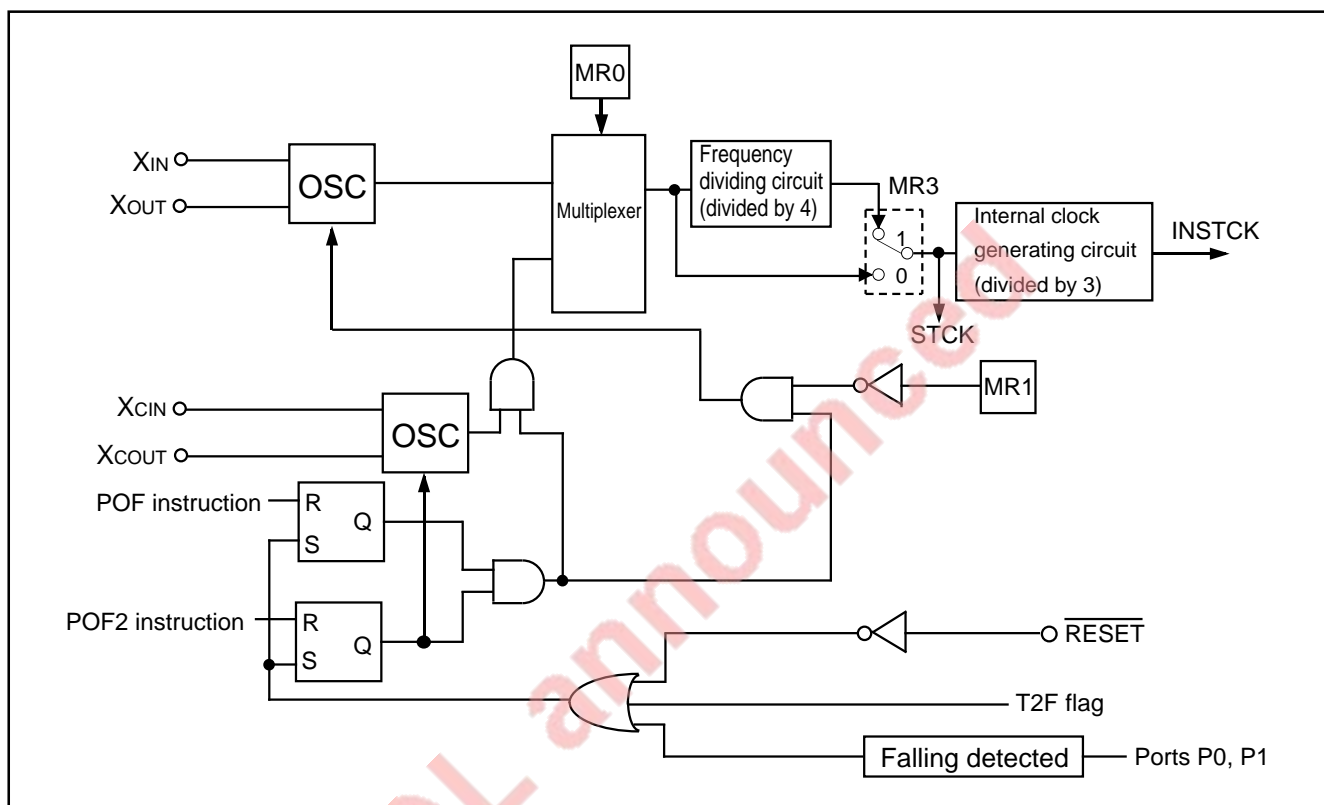 MR0
XIN
XOUT
OSC
Multiplexer
Frequency
dividing circuit
(divided by 4)
MR3
1
0
Internal clock
generating circuit
(divided by 3)
INSTCK
STCK
MR1
XCIN
XCOUT
OSC
POF instruction
R
S
Q
POF2 instruction
R
S
Q
RESET
T2F flag
Falling detected
Ports P0, P1
EOL announced